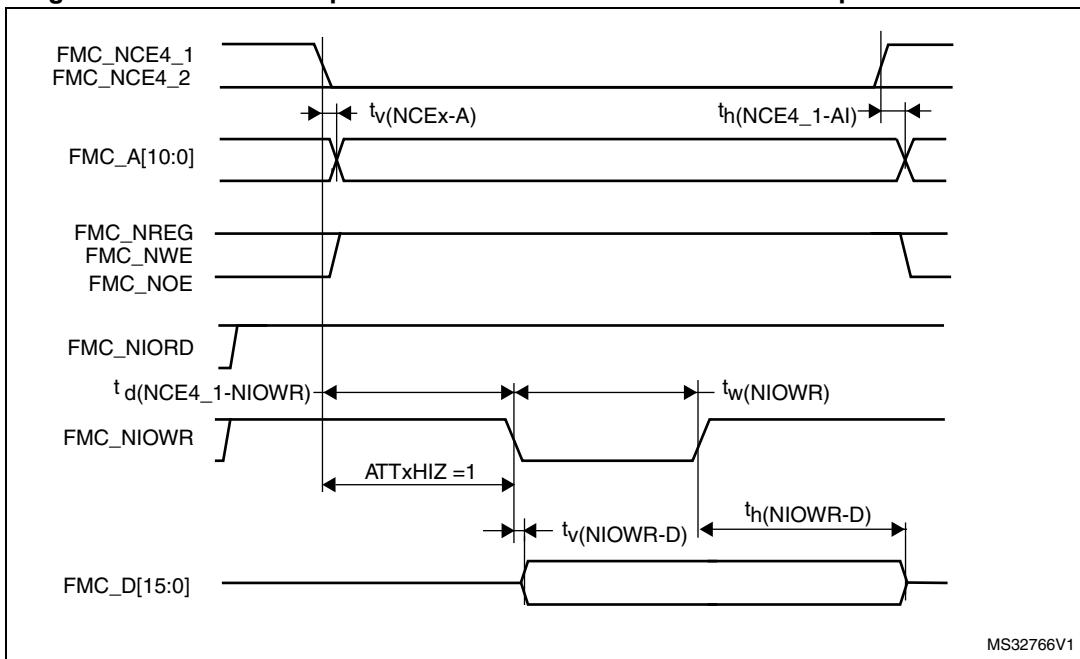 FMC_NCE4_1
FMC_NCE4_2
tv(NCEx-A)
th(NCE4_1-AI)
FMC_A[10:0]
FMC_NREG
FMC_NWE
FMC_NOE
FMC_NIORD
td(NCE4_1-NIOWR)
tw(NIOWR)
FMC_NIOWR
ATTxHIZ =1
tv(NIOWR-D)
th(NIOWR-D)
FMC_D[15:0]
MS32766V1